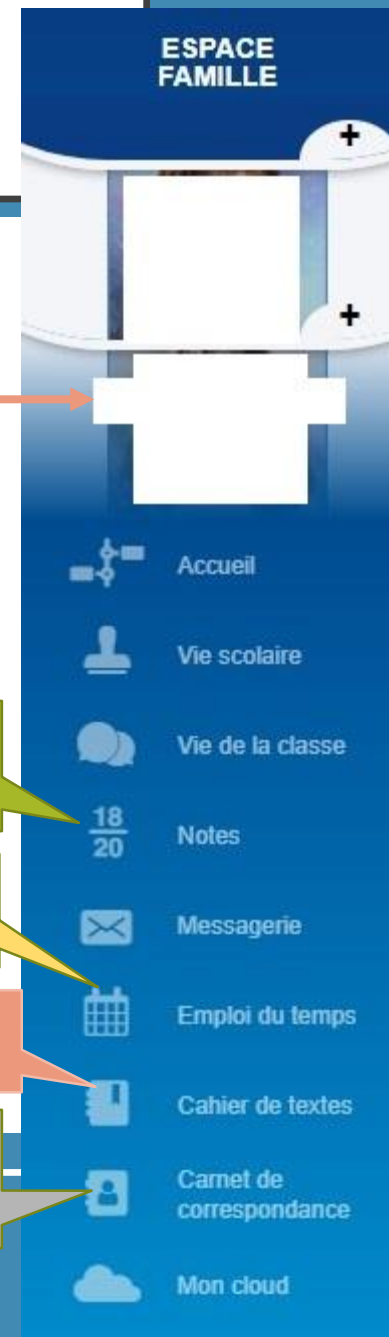 ESPACE
FAMILLE
+
+
Accueil
Vie scolaire
Vie de la classe
18
20
Notes
Messagerie
Emploi du temps
Cahier de textes
Carnet de
correspondance
Mon cloud